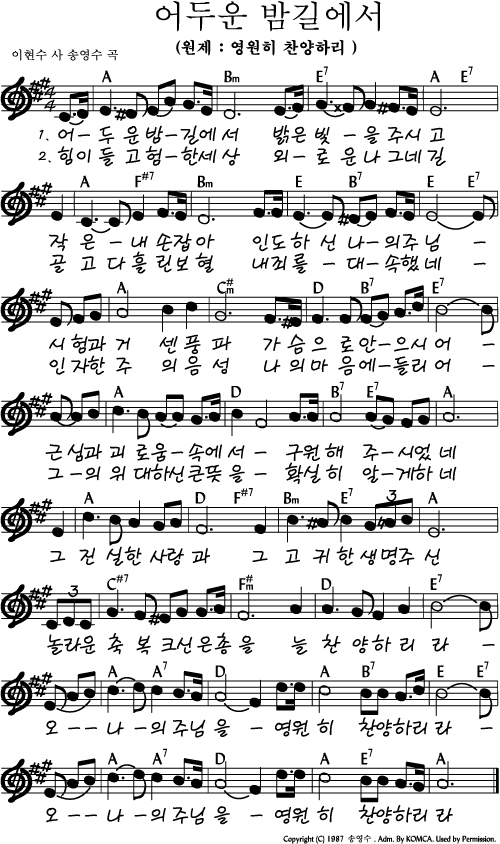 어두운 밤길에서
(원제 : 영원히 찬양하리 )
이현수 사 송영수 곡
A Bm E7 A E7
4/4
1. 어- 두 운밤-길에 서 밝은 빛 - 을 주시 고
2. 힘이 들 고험-한세 상 외 - 로 운나 그네 길
A F#7 Bm E B7 E E7
작 은 -내 손잡 아 인도 하 신 나-의주 님 -
골 고 다 흘 린보 혈 내죄 를- 대- 속했 네 -
A C#m D B7 E7
시 험과 거 센 풍 파 가 슴 으 로 안-으시 어 -
인 자한 주 의 음 성 나 의 마 음 에-들리 어 -
A D B7 E7 A
근 심과 괴 로움-속에 서- 구원 해 주-시었 네
그-의 위 대하신 큰뜻 을- 확실 히 알-게하 네
A D F#7 Bm E7 A
3
그 진 실한 사랑 과 그 고 귀 한 생명주 신
C#7 F#m D E7
3
놀라운 축 복 크신은총 을 늘 찬 양하 리 라 -
A A7 D A B7 E E7
오 - - 나-의 주님 을- 영원 히 찬양하리 라 -
A A7 D A E7 A
오 - - - 나-의주님 을- 영원 히 찬양하리 라
Copyright (C) 1987 송영수 . Adm. By KOMCA. Used by Permission.